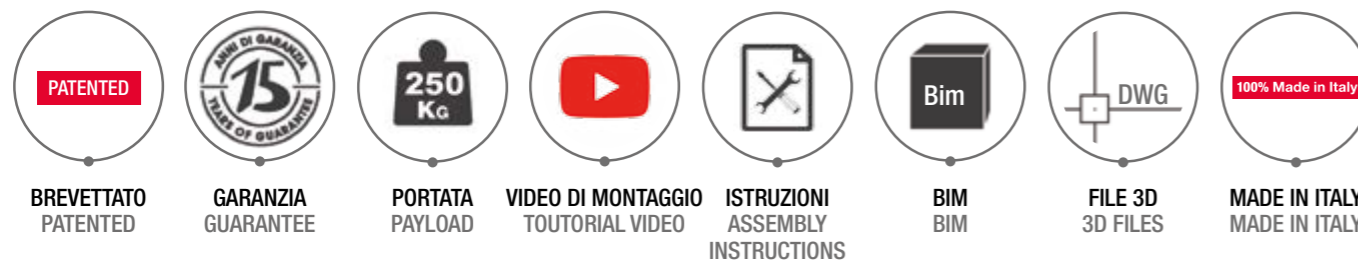 PATENTED
ANNI DI GARANZIA
15
YEARS OF GUARANTEE
250
KG
Bim
DWG
100% Made in Italy
BREVETTATO
PATENTED
GARANZIA
GUARANTEE
PORTATA
PAYLOAD
VIDEO DI MONTAGGIO
TOUTORIAL VIDEO
ISTRUZIONI
ASSEMBLY
INSTRUCTIONS
BIM
BIM
FILE 3D
3D FILES
MADE IN ITALY
MADE IN ITALY